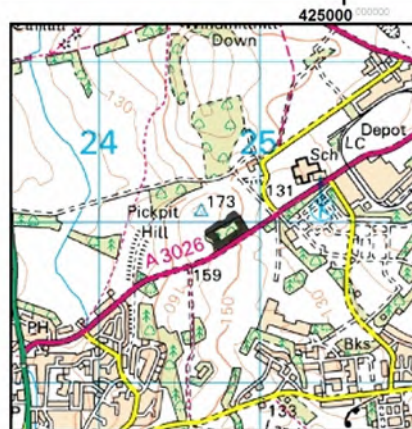 425000 000000
Down
130
24
25
LC
Depot
Sch
173
131
Pickpit
Hill
A 3026
159
160
150
130
PH
Bks
P
133